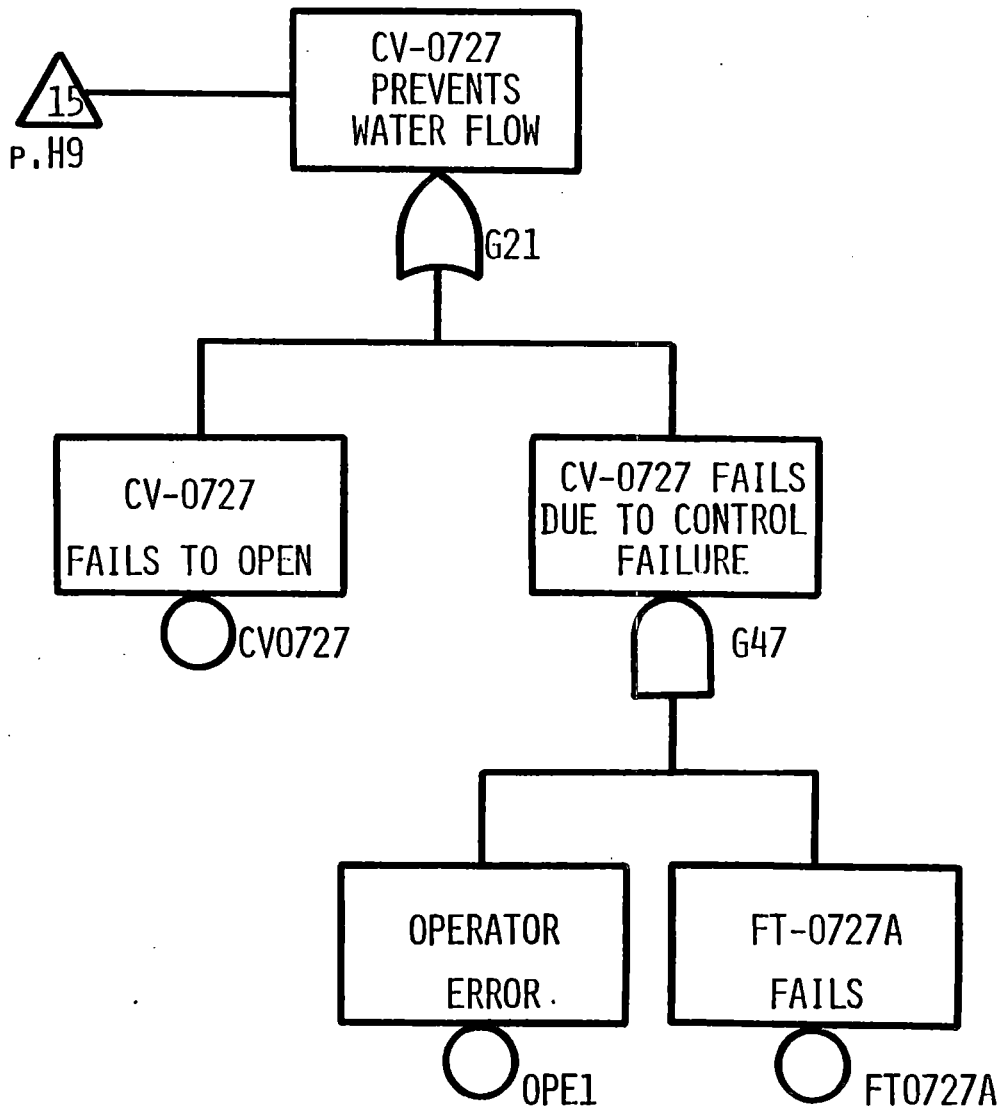 CV-0727
PREVENTS
WATER FLOW
15
P.H9
G21
CV-0727
FAILS TO OPEN
CV0727
CV-0727 FAILS
DUE TO CONTROL
FAILURE
G47
OPERATOR
ERROR.
OPE1
FT-0727A
FAILS
FT0727A